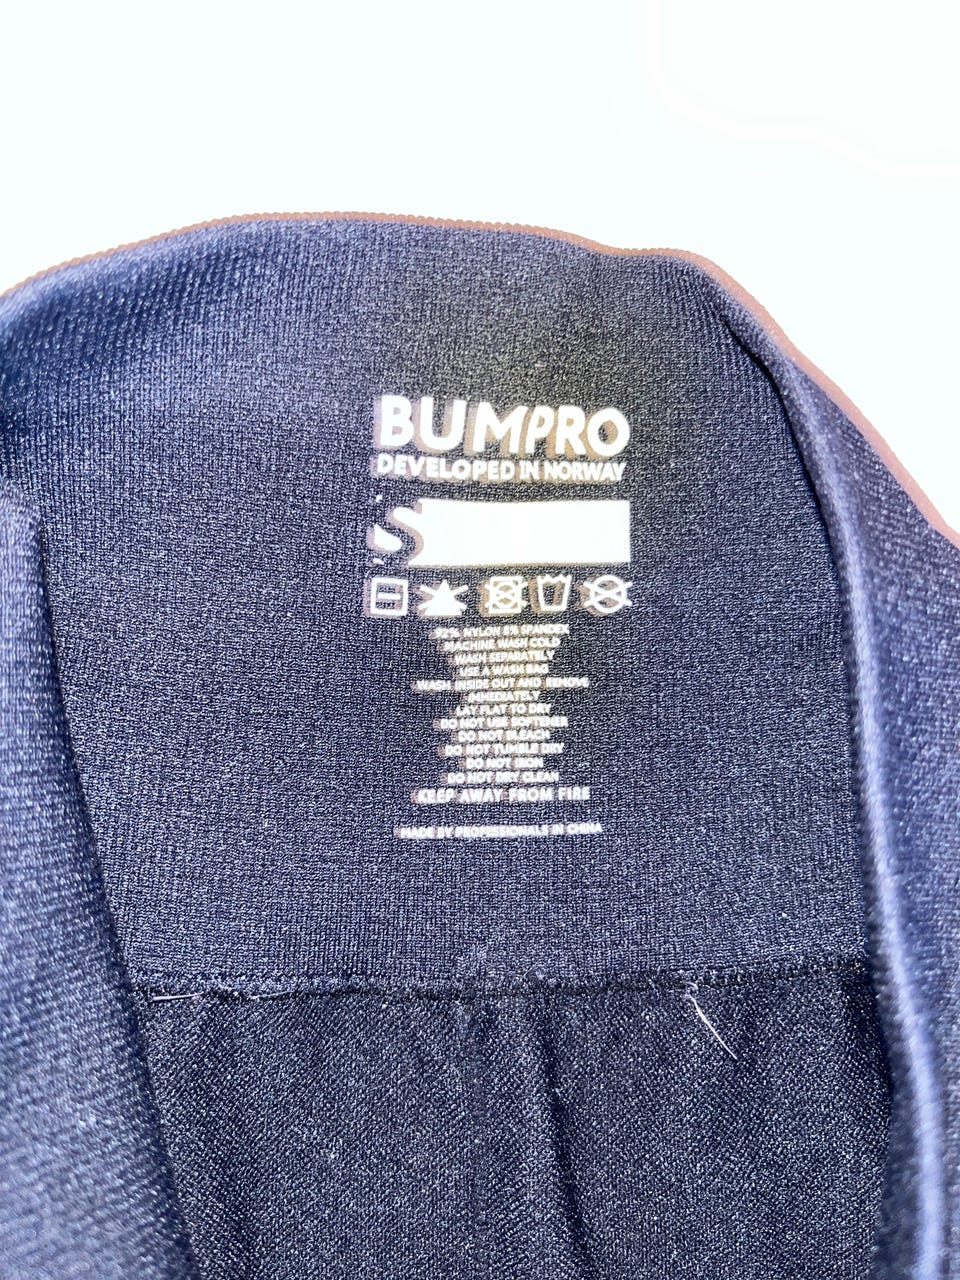 BUMPRO
DEVELOPED IN NORWAY
S
92% NYLON 8% SPANDEX
MACHINE WASH COLD
WASH SEPARATELY
USE A WASH BAG
WASH INSIDE OUT AND REMOVE
IMMEDIATELY
LAY FLAT TO DRY
DO NOT USE SOFTENER
DO NOT BLEACH
DO NOT TUMBLE DRY
DO NOT IRON
DO NOT DRY CLEAN
KEEP AWAY FROM FIRE
MADE BY PROFESSIONALS IN CHINA